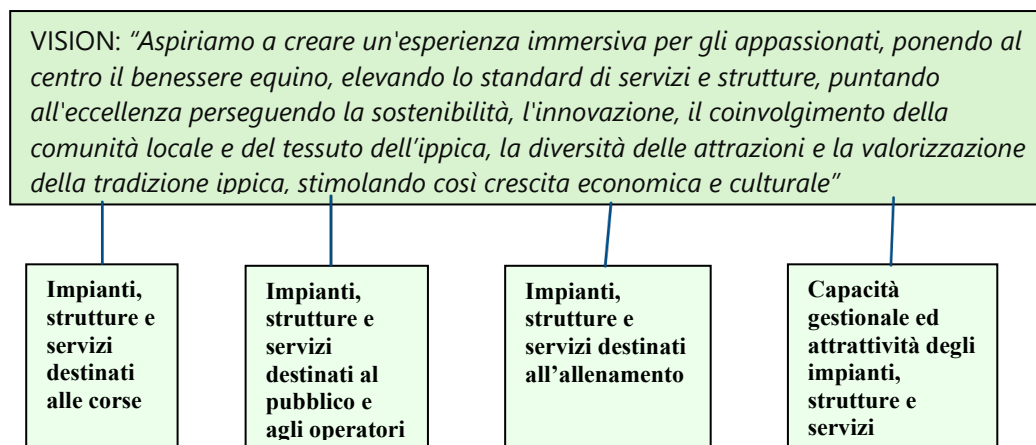 VISION: “Aspiriamo a creare un'esperienza immersiva per gli appassionati, ponendo al
centro il benessere equino, elevando lo standard di servizi e strutture, puntando
all'eccellenza perseguendo la sostenibilità, l'innovazione, il coinvolgimento della
comunità locale e del tessuto dell’ippica, la diversità delle attrazioni e la valorizzazione
della tradizione ippica, stimolando così crescita economica e culturale”
Impianti,
strutture e
servizi
destinati
alle corse
Impianti,
strutture e
servizi
destinati al
pubblico e
agli operatori
Impianti,
strutture e
servizi destinati
all’allenamento
Capacità
gestionale ed
attrattività degli
impianti,
strutture e
servizi